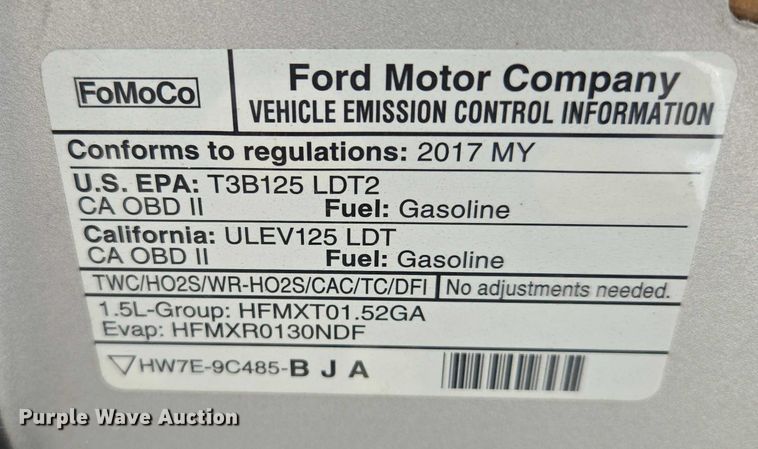 FoMoCo
Ford Motor Company
VEHICLE EMISSION CONTROL INFORMATION
Conforms to regulations: 2017 MY
U.S. EPA: T3B125 LDT2
CA OBD II Fuel: Gasoline
California: ULEV125 LDT
CA OBD II Fuel: Gasoline
TWC/HO2S/WR-HO2S/CAC/TC/DFI No adjustments needed.
1.5L-Group: HFMXT01.52GA
Evap: HFMXR0130NDF
HW7E-9C485-B J A
Purple Wave Auction